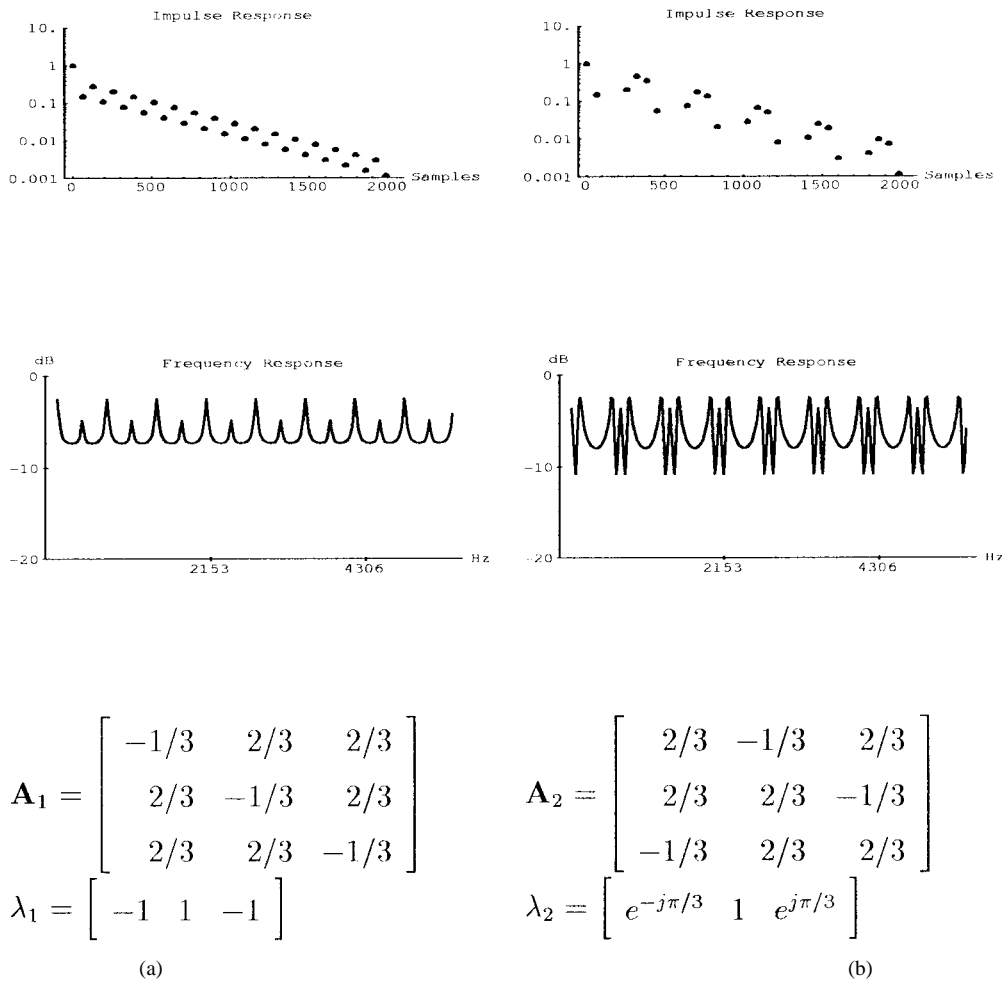 Impulse Response
10.
1
0.1
0.01
0.001
0 500 1000 1500 2000 Samples
Impulse Response
10.
1
0.1
0.01
0.001
0 500 1000 1500 2000 Samples
dB Frequency Response
0
-10
-20
2153 4306 Hz
dB Frequency Response
0
-10
-20
2153 4306 Hz
A₁ = [ −1/3 2/3 2/3
2/3 −1/3 2/3
2/3 2/3 −1/3 ]
λ₁ = [ −1 1 −1 ]
(a)
A₂ = [ 2/3 −1/3 2/3
2/3 2/3 −1/3
−1/3 2/3 2/3 ]
λ₂ = [ e^{−jπ/3} 1 e^{jπ/3} ]
(b)